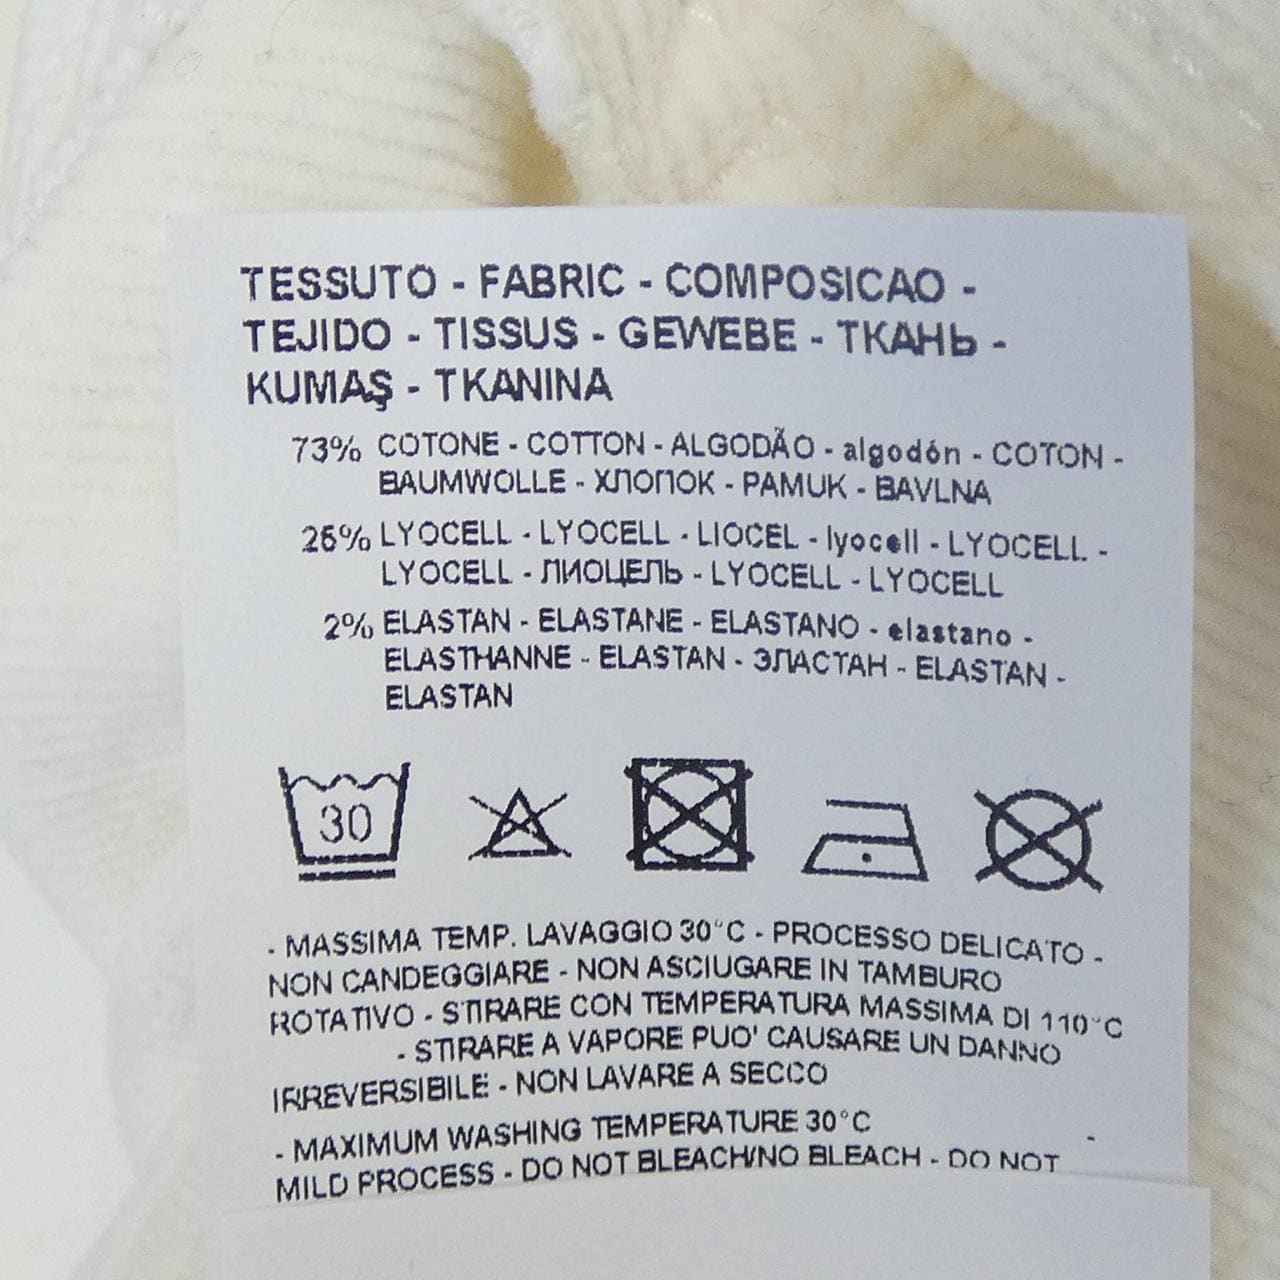 TESSUTO - FABRIC - COMPOSICAO -
TEJIDO - TISSUS - GEWEBE - ТКАНЬ -
KUMAŞ - TKANINA
73% COTONE - COTTON - ALGODÃO - algodón - COTON -
BAUMWOLLE - ХЛОПОК - PAMUK - BAVLNA
25% LYOCELL - LYOCELL - LIOCEL - lyocell - LYOCELL -
LYOCELL - ЛИОЦЕЛЬ - LYOCELL - LYOCELL
2% ELASTAN - ELASTANE - ELASTANO - elastano -
ELASTHANNE - ELASTAN - ЭЛАСТАН - ELASTAN -
ELASTAN
30
- MASSIMA TEMP. LAVAGGIO 30°C - PROCESSO DELICATO -
NON CANDEGGIARE - NON ASCIUGARE IN TAMBURO
ROTATIVO - STIRARE CON TEMPERATURA MASSIMA DI 110°C
- STIRARE A VAPORE PUO' CAUSARE UN DANNO
IRREVERSIBILE - NON LAVARE A SECCO
- MAXIMUM WASHING TEMPERATURE 30°C -
MILD PROCESS - DO NOT BLEACH/NO BLEACH - DO NOT